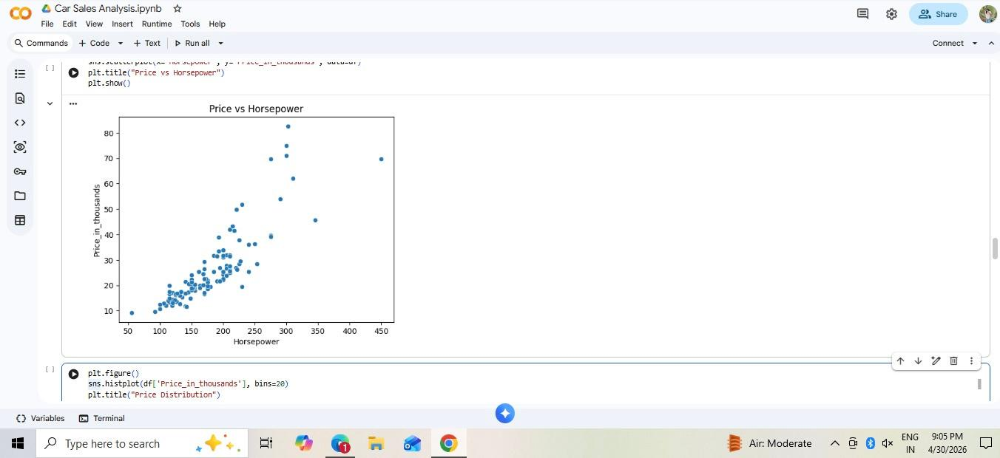 Car Sales Analysis.ipynb
File Edit View Insert Runtime Tools Help
Share
Commands + Code + Text Run all
Connect
[ ]
sns.scatterplot(x='Horsepower', y='Price_in_thousands', data=df)
plt.title("Price vs Horsepower")
plt.show()
Price vs Horsepower
80
70
60
50
40
30
20
10
Price_in_thousands
50 100 150 200 250 300 350 400 450
Horsepower
[ ]
plt.figure()
sns.histplot(df['Price_in_thousands'], bins=20)
plt.title("Price Distribution")
Variables Terminal
Type here to search
1
Air: Moderate
ENG
IN
9:05 PM
4/30/2026